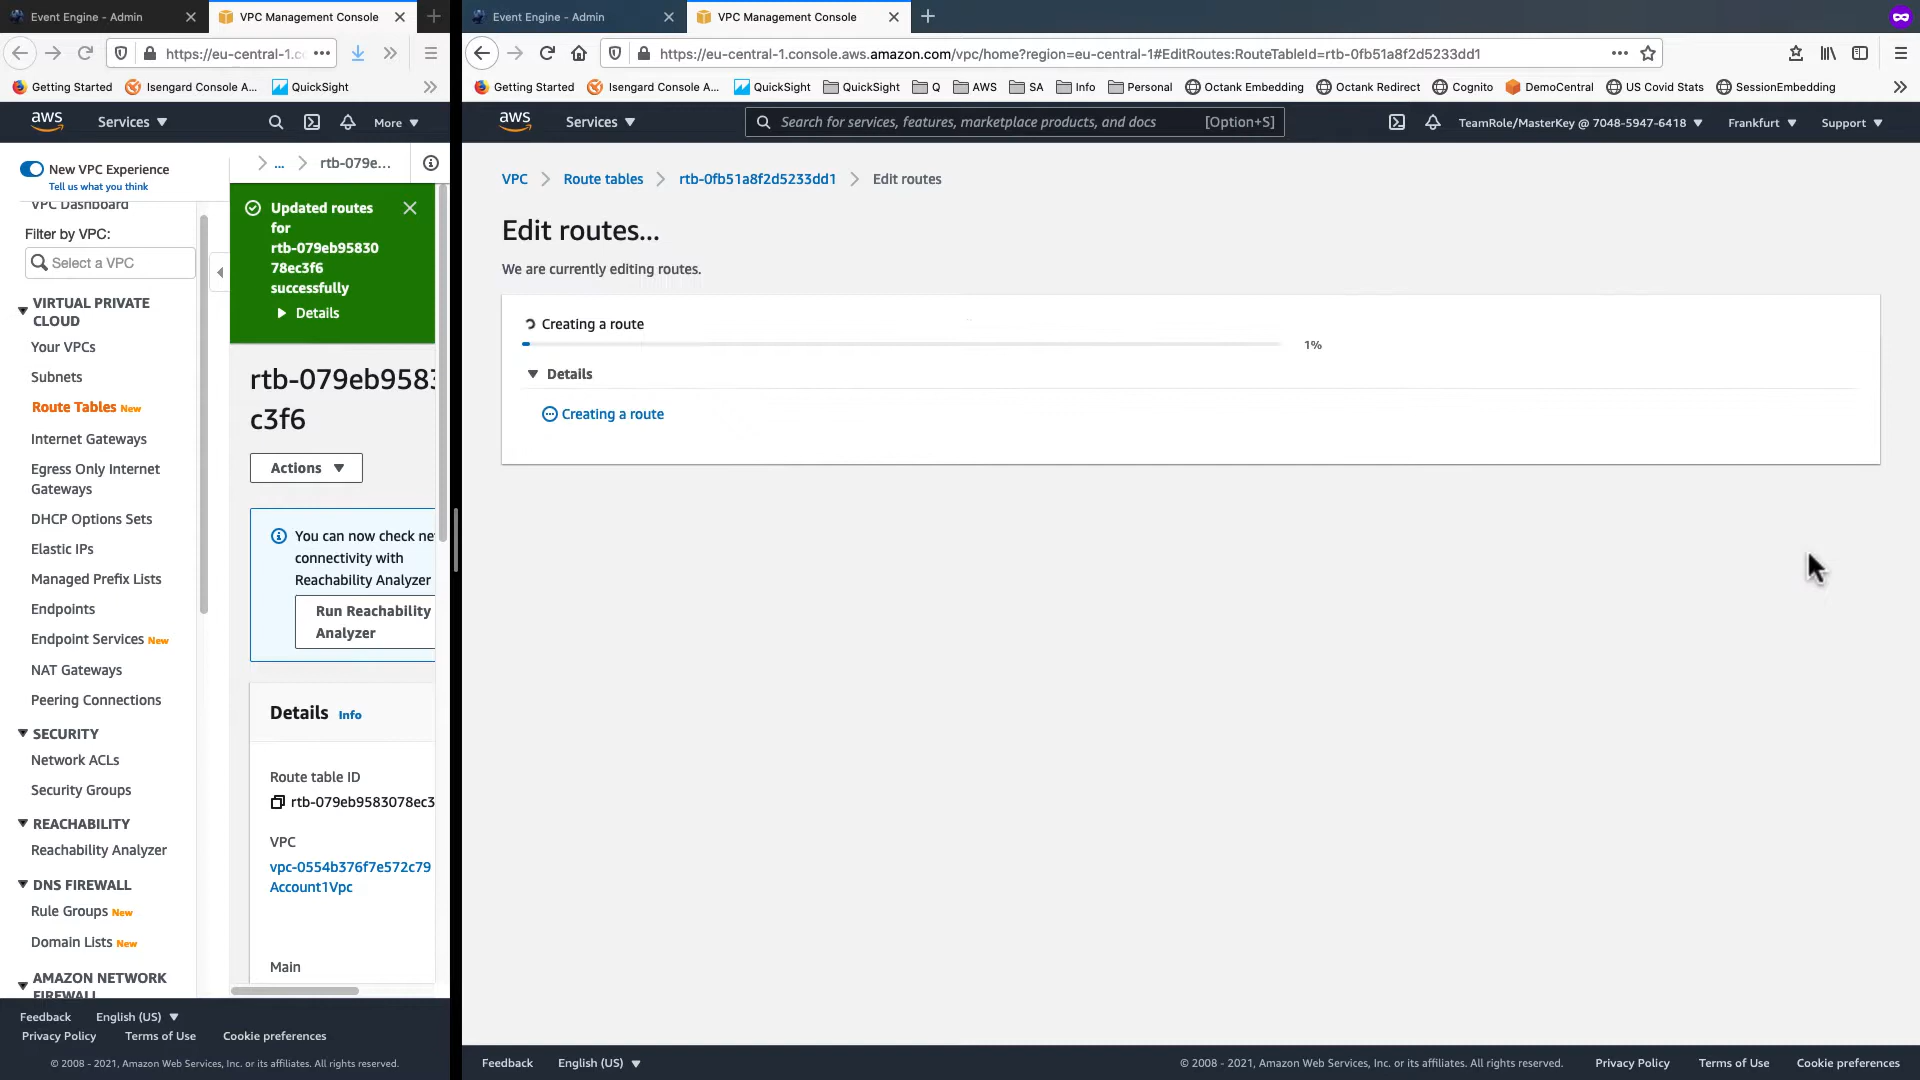 Event Engine - Admin
VPC Management Console
https://eu-central-1.c
Getting Started
Isengard Console A...
QuickSight
aws
Services
More
New VPC Experience
Tell us what you think
VPC Dashboard
Filter by VPC:
Select a VPC
VIRTUAL PRIVATE
CLOUD
Your VPCs
Subnets
Route Tables New
Internet Gateways
Egress Only Internet
Gateways
DHCP Options Sets
Elastic IPs
Managed Prefix Lists
Endpoints
Endpoint Services New
NAT Gateways
Peering Connections
SECURITY
Network ACLs
Security Groups
REACHABILITY
Reachability Analyzer
DNS FIREWALL
Rule Groups New
Domain Lists New
AMAZON NETWORK
FIREWALL
... rtb-079e...
Updated routes
for
rtb-079eb95830
78ec3f6
successfully
Details
rtb-079eb9583
c3f6
Actions
You can now check ne
connectivity with
Reachability Analyzer
Run Reachability
Analyzer
Details Info
Route table ID
rtb-079eb9583078ec3
VPC
vpc-0554b376f7e572c79
Account1Vpc
Main
Feedback English (US)
Privacy Policy Terms of Use Cookie preferences
© 2008 - 2021, Amazon Web Services, Inc. or its affiliates. All rights reserved.
Event Engine - Admin
VPC Management Console
https://eu-central-1.console.aws.amazon.com/vpc/home?region=eu-central-1#EditRoutes:RouteTableId=rtb-0fb51a8f2d5233dd1
Getting Started Isengard Console A... QuickSight QuickSight Q AWS SA Info Personal Octank Embedding Octank Redirect Cognito DemoCentral US Covid Stats SessionEmbedding
aws Services Search for services, features, marketplace products, and docs [Option+S] TeamRole/MasterKey @ 7048-5947-6418 Frankfurt Support
VPC Route tables rtb-0fb51a8f2d5233dd1 Edit routes
Edit routes...
We are currently editing routes.
Creating a route
1%
Details
Creating a route
Feedback English (US) © 2008 - 2021, Amazon Web Services, Inc. or its affiliates. All rights reserved. Privacy Policy Terms of Use Cookie preferences